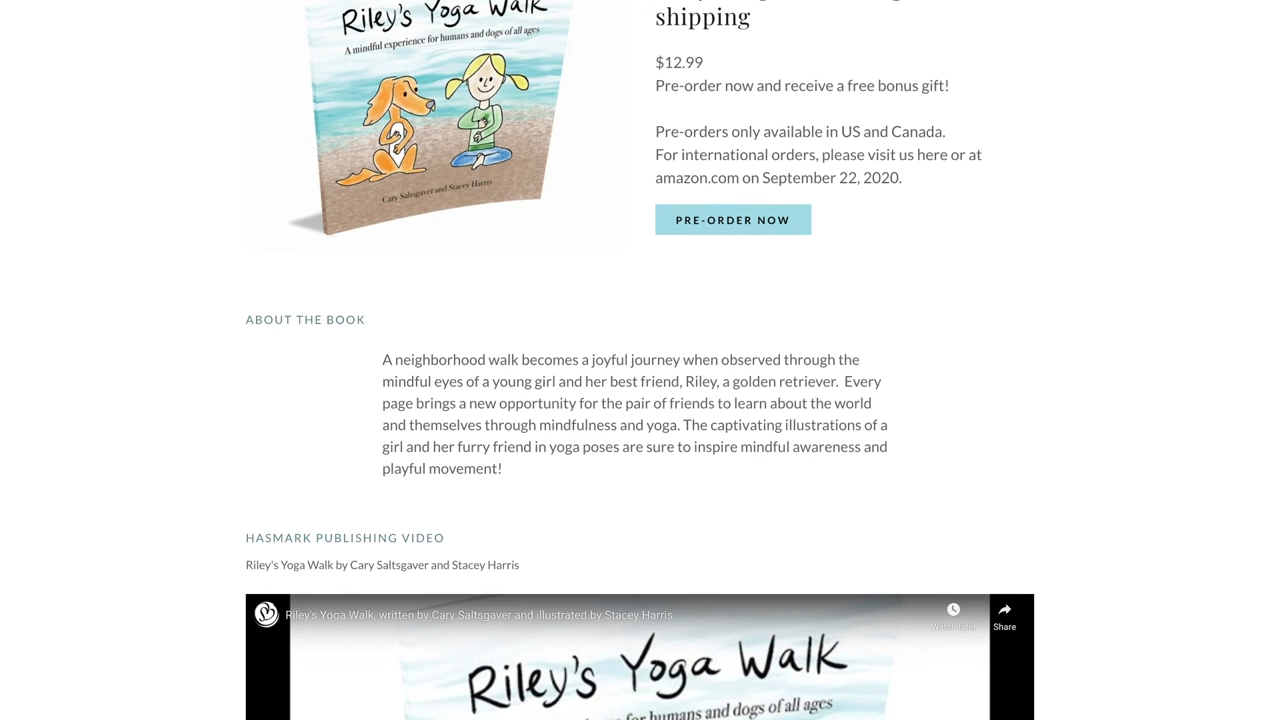 Riley's Yoga Walk
A mindful experience for humans and dogs of all ages
Cary Saltsgaver and Stacey Harris
shipping
$12.99
Pre-order now and receive a free bonus gift!
Pre-orders only available in US and Canada.
For international orders, please visit us here or at
amazon.com on September 22, 2020.
PRE-ORDER NOW
ABOUT THE BOOK
A neighborhood walk becomes a joyful journey when observed through the
mindful eyes of a young girl and her best friend, Riley, a golden retriever.  Every
page brings a new opportunity for the pair of friends to learn about the world
and themselves through mindfulness and yoga. The captivating illustrations of a
girl and her furry friend in yoga poses are sure to inspire mindful awareness and
playful movement!
HASMARK PUBLISHING VIDEO
Riley's Yoga Walk by Cary Saltsgaver and Stacey Harris
Riley's Yoga Walk, written by Cary Saltsgaver and illustrated by Stacey Harris
Watch later
Share
Riley's Yoga Walk
for humans and dogs of all ages